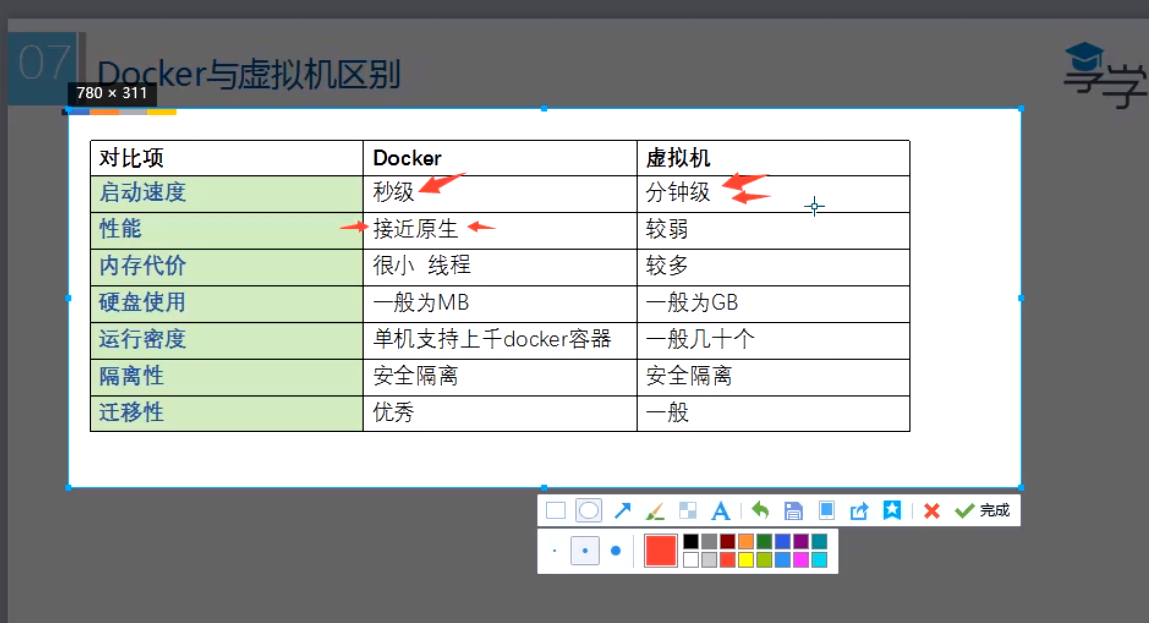 07
Docker与虚拟机区别
享学
780 × 311
对比项 Docker 虚拟机
启动速度 秒级 分钟级
性能 接近原生 较弱
内存代价 很小 线程 较多
硬盘使用 一般为MB 一般为GB
运行密度 单机支持上千docker容器 一般几十个
隔离性 安全隔离 安全隔离
迁移性 优秀 一般
A
完成